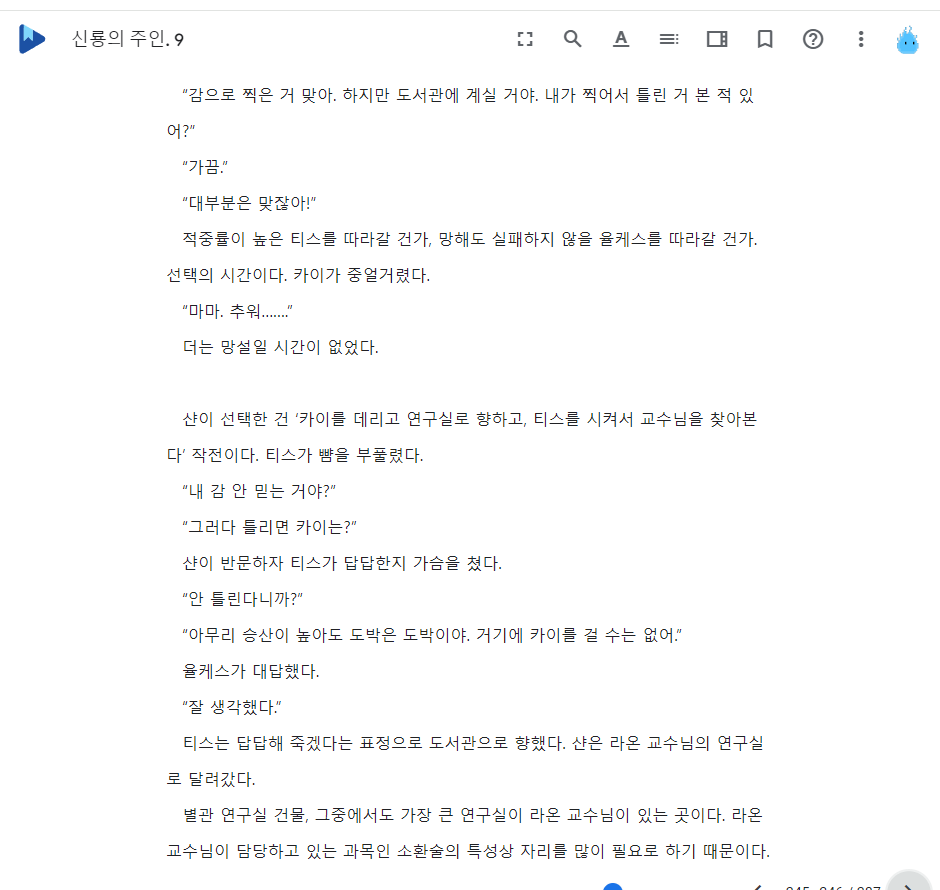 신룡의 주인. 9
“감으로 찍은 거 맞아. 하지만 도서관에 계실 거야. 내가 찍어서 틀린 거 본 적 있
어?”
“가끔.”
“대부분은 맞잖아!”
적중률이 높은 티스를 따라갈 건가, 망해도 실패하지 않을 율케스를 따라갈 건가.
선택의 시간이다. 카이가 중얼거렸다.
“마마. 추워…….”
더는 망설일 시간이 없었다.
샨이 선택한 건 ‘카이를 데리고 연구실로 향하고, 티스를 시켜서 교수님을 찾아본
다’ 작전이다. 티스가 뺨을 부풀렸다.
“내 감 안 믿는 거야?”
“그러다 틀리면 카이는?”
샨이 반문하자 티스가 답답한지 가슴을 쳤다.
“안 틀린다니까?”
“아무리 승산이 높아도 도박은 도박이야. 거기에 카이를 걸 수는 없어.”
율케스가 대답했다.
“잘 생각했다.”
티스는 답답해 죽겠다는 표정으로 도서관으로 향했다. 샨은 라온 교수님의 연구실
로 달려갔다.
별관 연구실 건물, 그중에서도 가장 큰 연구실이 라온 교수님이 있는 곳이다. 라온
교수님이 담당하고 있는 과목인 소환술의 특성상 자리를 많이 필요로 하기 때문이다.